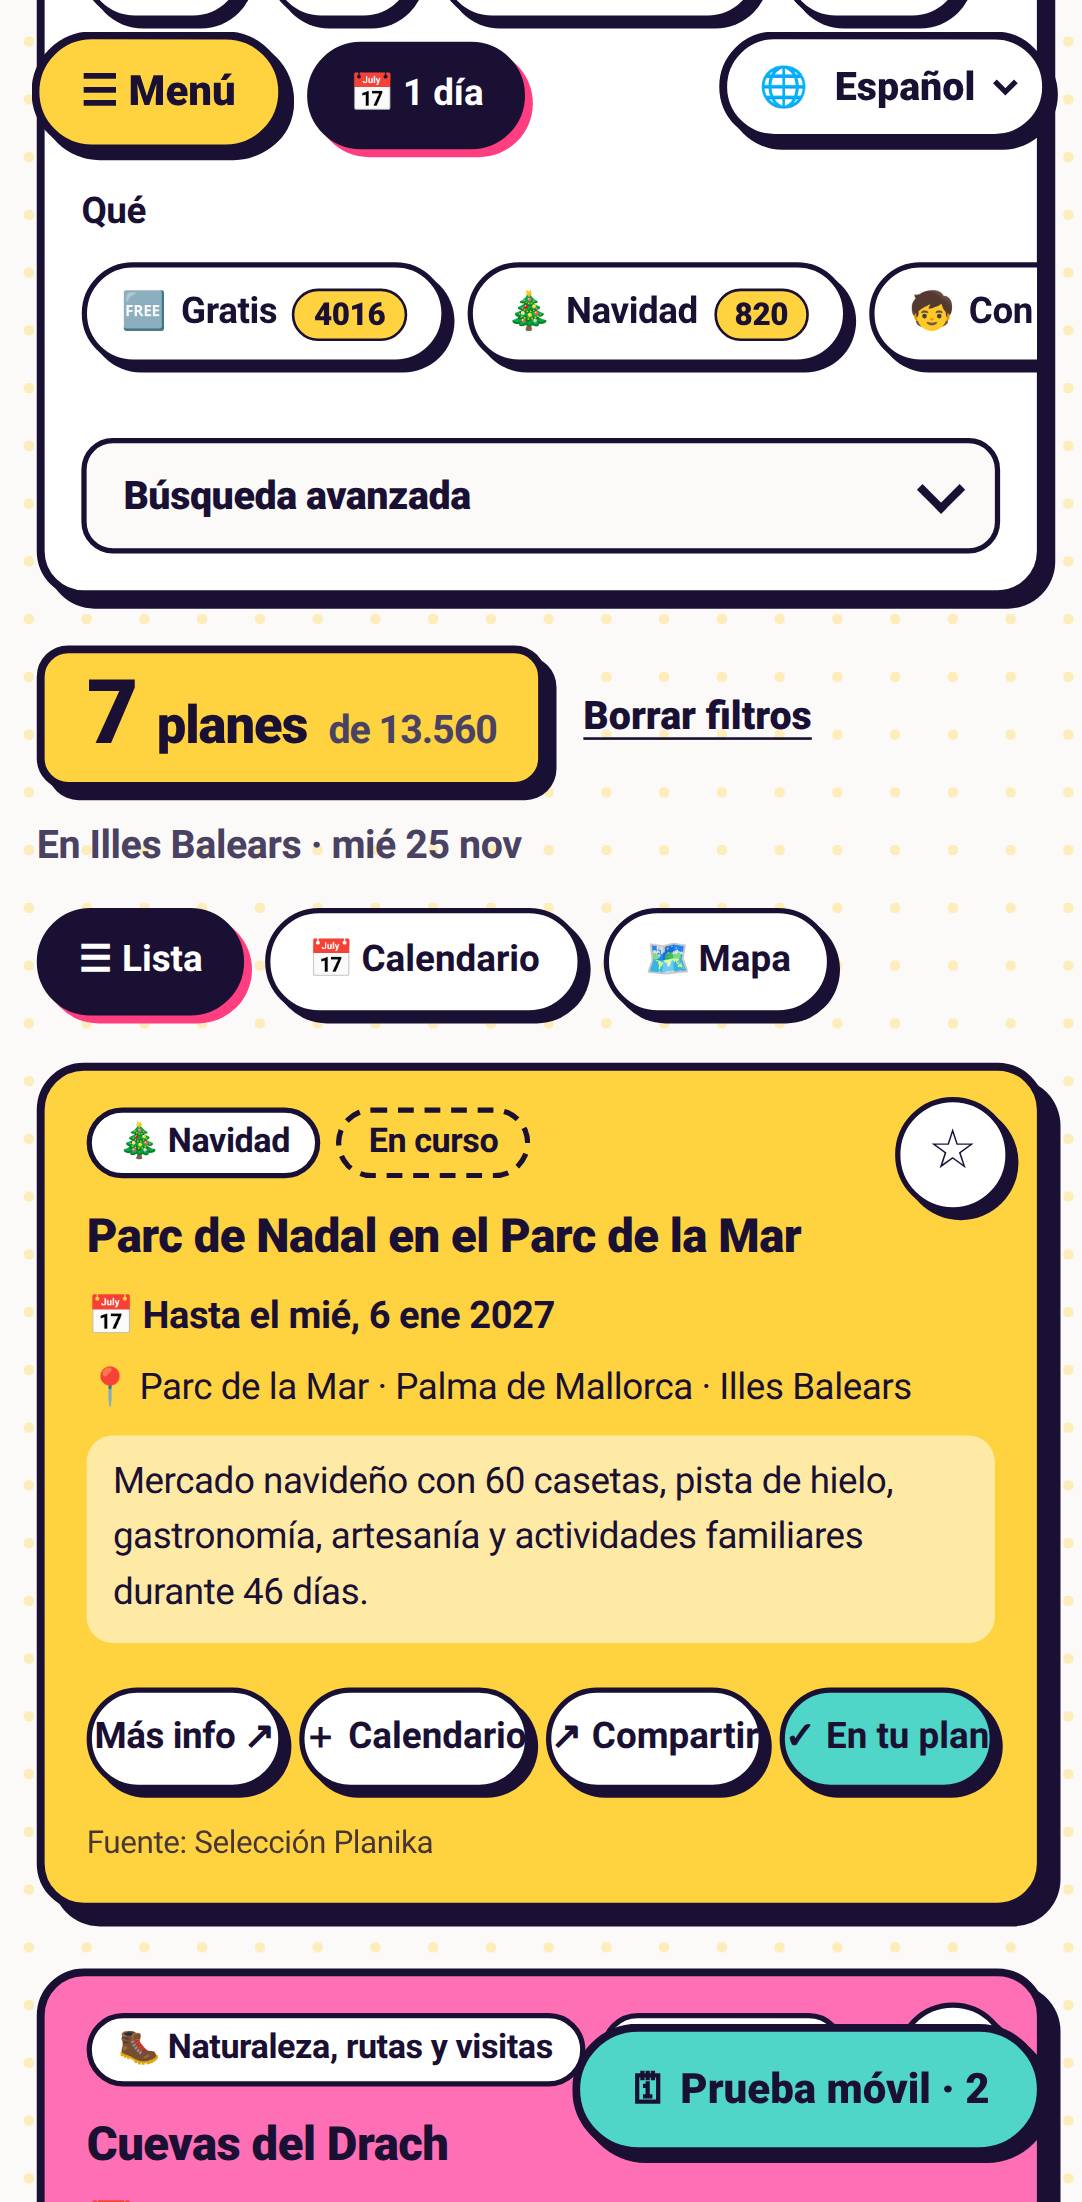 ☰ Menú
1 día
Español
Qué
Gratis 4016
Navidad 820
Con
Búsqueda avanzada
7 planes de 13.560
Borrar filtros
En Illes Balears · mié 25 nov
☰ Lista
Calendario
Mapa
Navidad
En curso
Parc de Nadal en el Parc de la Mar
Hasta el mié, 6 ene 2027
Parc de la Mar · Palma de Mallorca · Illes Balears
Mercado navideño con 60 casetas, pista de hielo,
gastronomía, artesanía y actividades familiares
durante 46 días.
Más info ↗
+ Calendario
↗ Compartir
✓ En tu plan
Fuente: Selección Planika
Naturaleza, rutas y visitas
Prueba móvil · 2
Cuevas del Drach